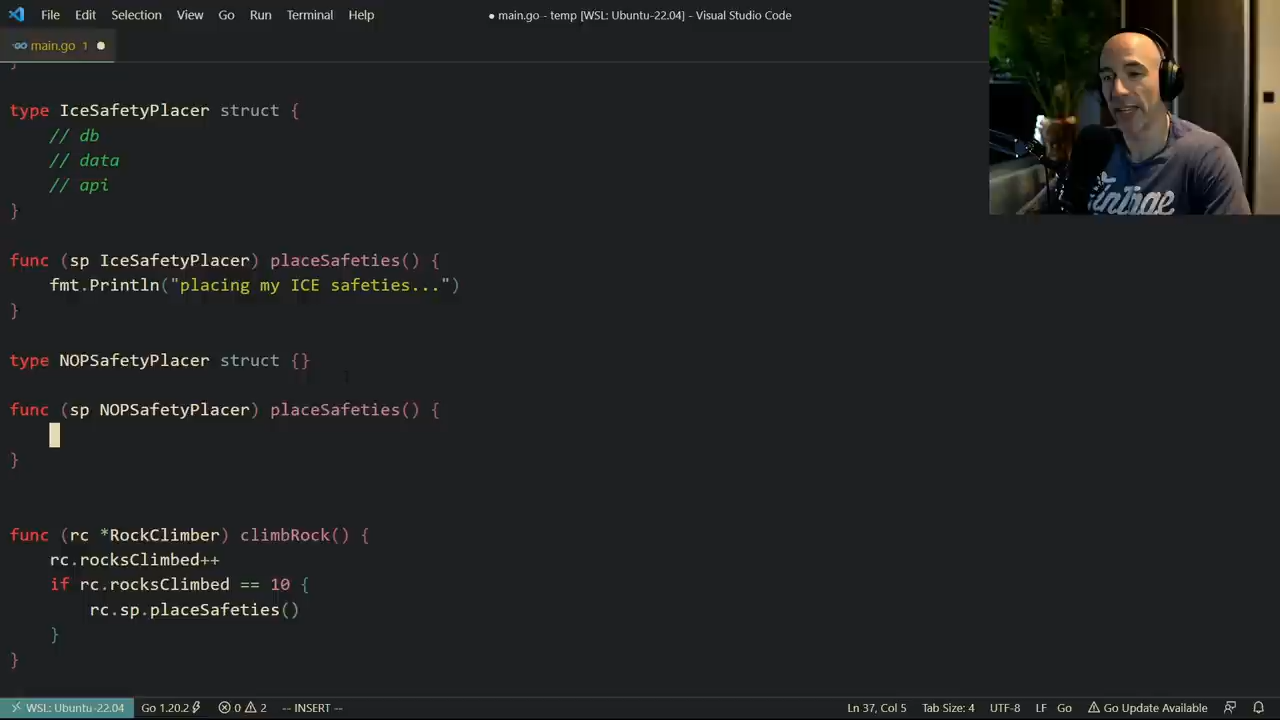 File Edit Selection View Go Run Terminal Help
● main.go - temp [WSL: Ubuntu-22.04] - Visual Studio Code
main.go 1
}
type IceSafetyPlacer struct {
// db
// data
// api
}
func (sp IceSafetyPlacer) placeSafeties() {
fmt.Println("placing my ICE safeties...")
}
type NOPSafetyPlacer struct {}
func (sp NOPSafetyPlacer) placeSafeties() {
}
func (rc *RockClimber) climbRock() {
rc.rocksClimbed++
if rc.rocksClimbed == 10 {
rc.sp.placeSafeties()
}
}
WSL: Ubuntu-22.04 Go 1.20.2 0 2 -- INSERT -- Ln 37, Col 5 Tab Size: 4 UTF-8 LF Go Go Update Available